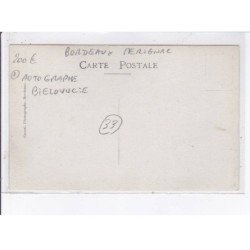 BORDEAUX MERIGNAC
200€
CARTE POSTALE
AUTOGRAPHE
BIELOVUCIE
33